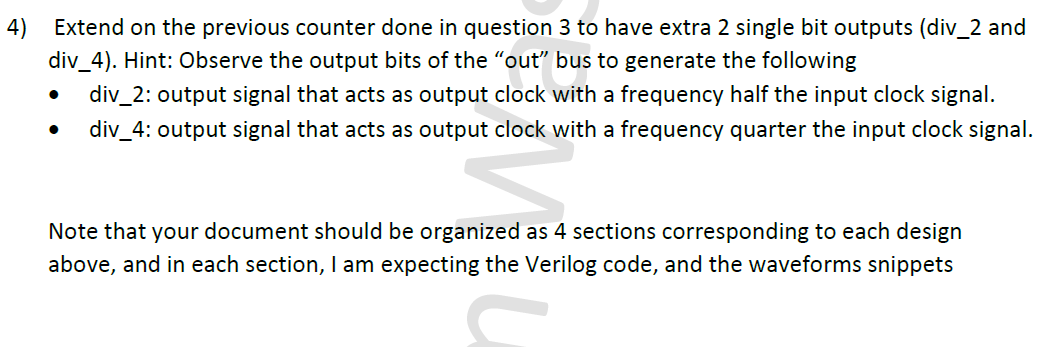 4) Extend on the previous counter done in question 3 to have extra 2 single bit outputs (div_2 and
div_4). Hint: Observe the output bits of the “out” bus to generate the following
• div_2: output signal that acts as output clock with a frequency half the input clock signal.
• div_4: output signal that acts as output clock with a frequency quarter the input clock signal.
Note that your document should be organized as 4 sections corresponding to each design
above, and in each section, I am expecting the Verilog code, and the waveforms snippets